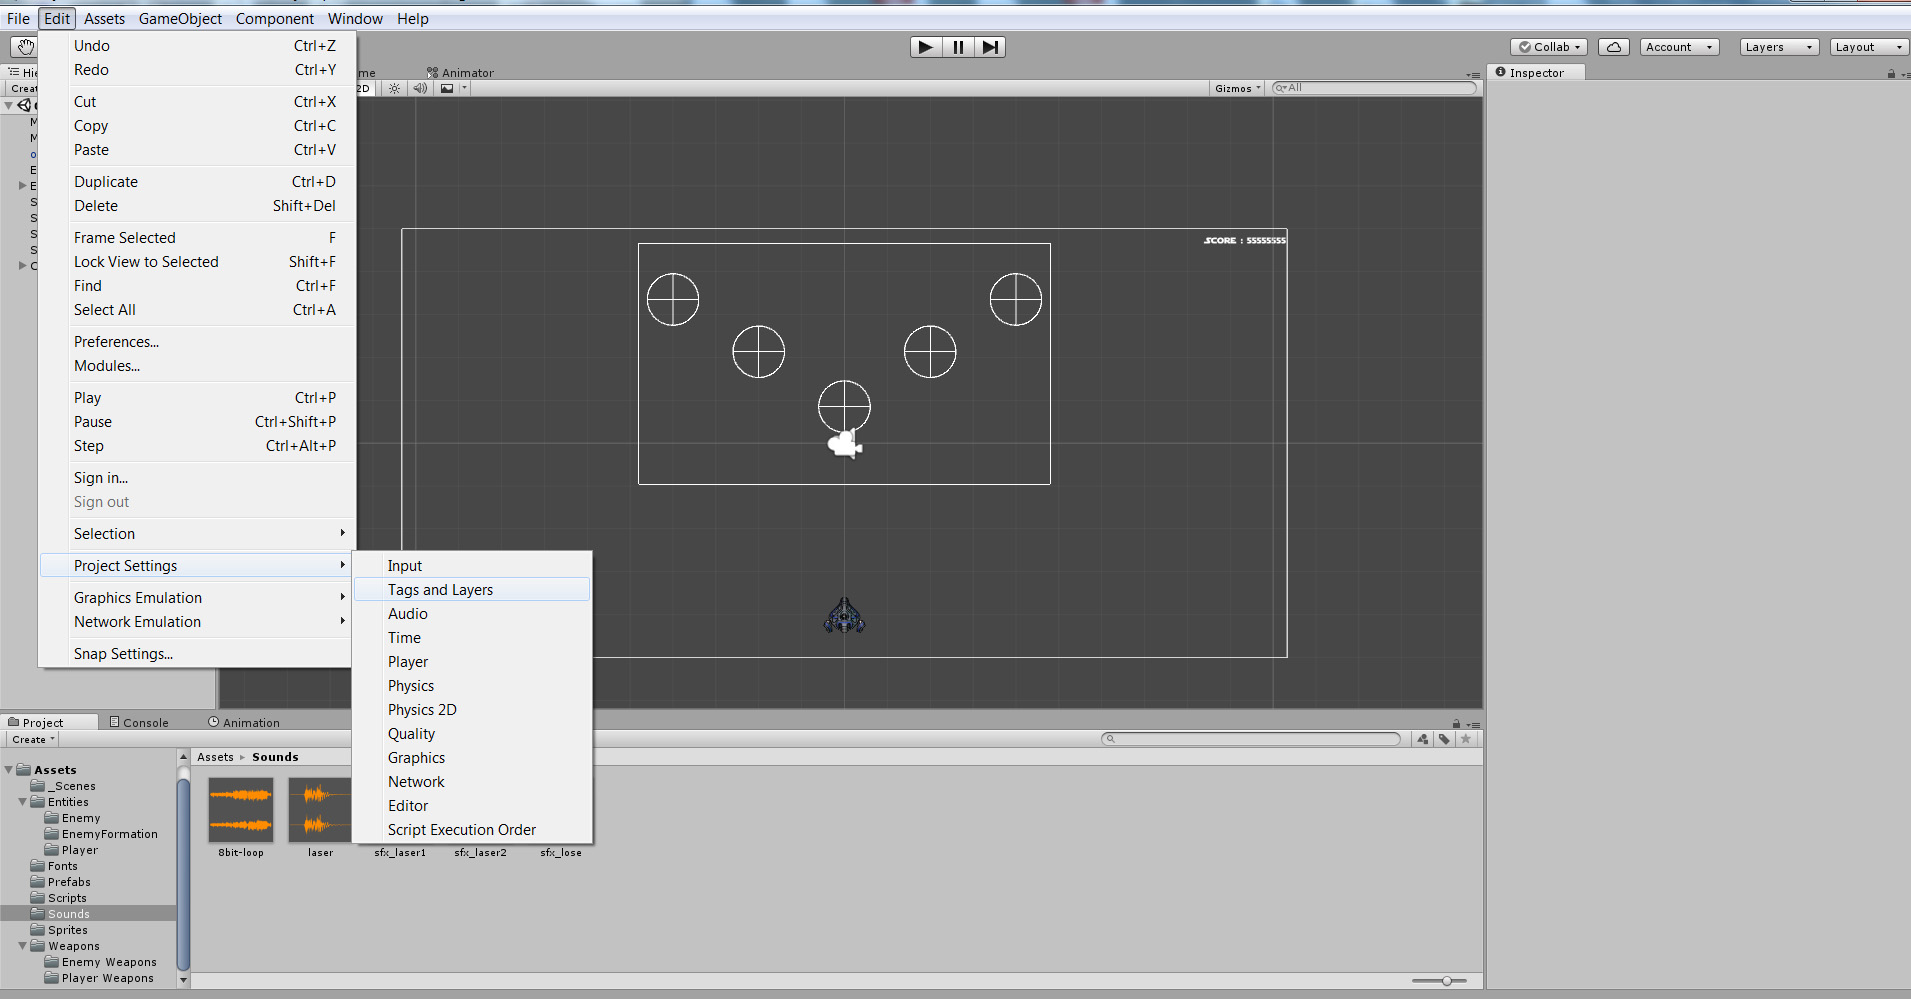 File Edit Assets GameObject Component Window Help
Collab Account Layers Layout
Undo Ctrl+Z
Redo Ctrl+Y
Cut Ctrl+X
Copy Ctrl+C
Paste Ctrl+V
Duplicate Ctrl+D
Delete Shift+Del
Frame Selected F
Lock View to Selected Shift+F
Find Ctrl+F
Select All Ctrl+A
Preferences...
Modules...
Play Ctrl+P
Pause Ctrl+Shift+P
Step Ctrl+Alt+P
Sign in...
Sign out
Selection
Project Settings
Graphics Emulation
Network Emulation
Snap Settings...
Input
Tags and Layers
Audio
Time
Player
Physics
Physics 2D
Quality
Graphics
Network
Editor
Script Execution Order
Animator
2D Gizmos All
SCORE : 55555555
Inspector
Project Console Animation
Create
Assets
_Scenes
Entities
Enemy
EnemyFormation
Player
Fonts
Prefabs
Scripts
Sounds
Sprites
Weapons
Enemy Weapons
Player Weapons
Assets Sounds
8bit-loop laser sfx_laser1 sfx_laser2 sfx_lose